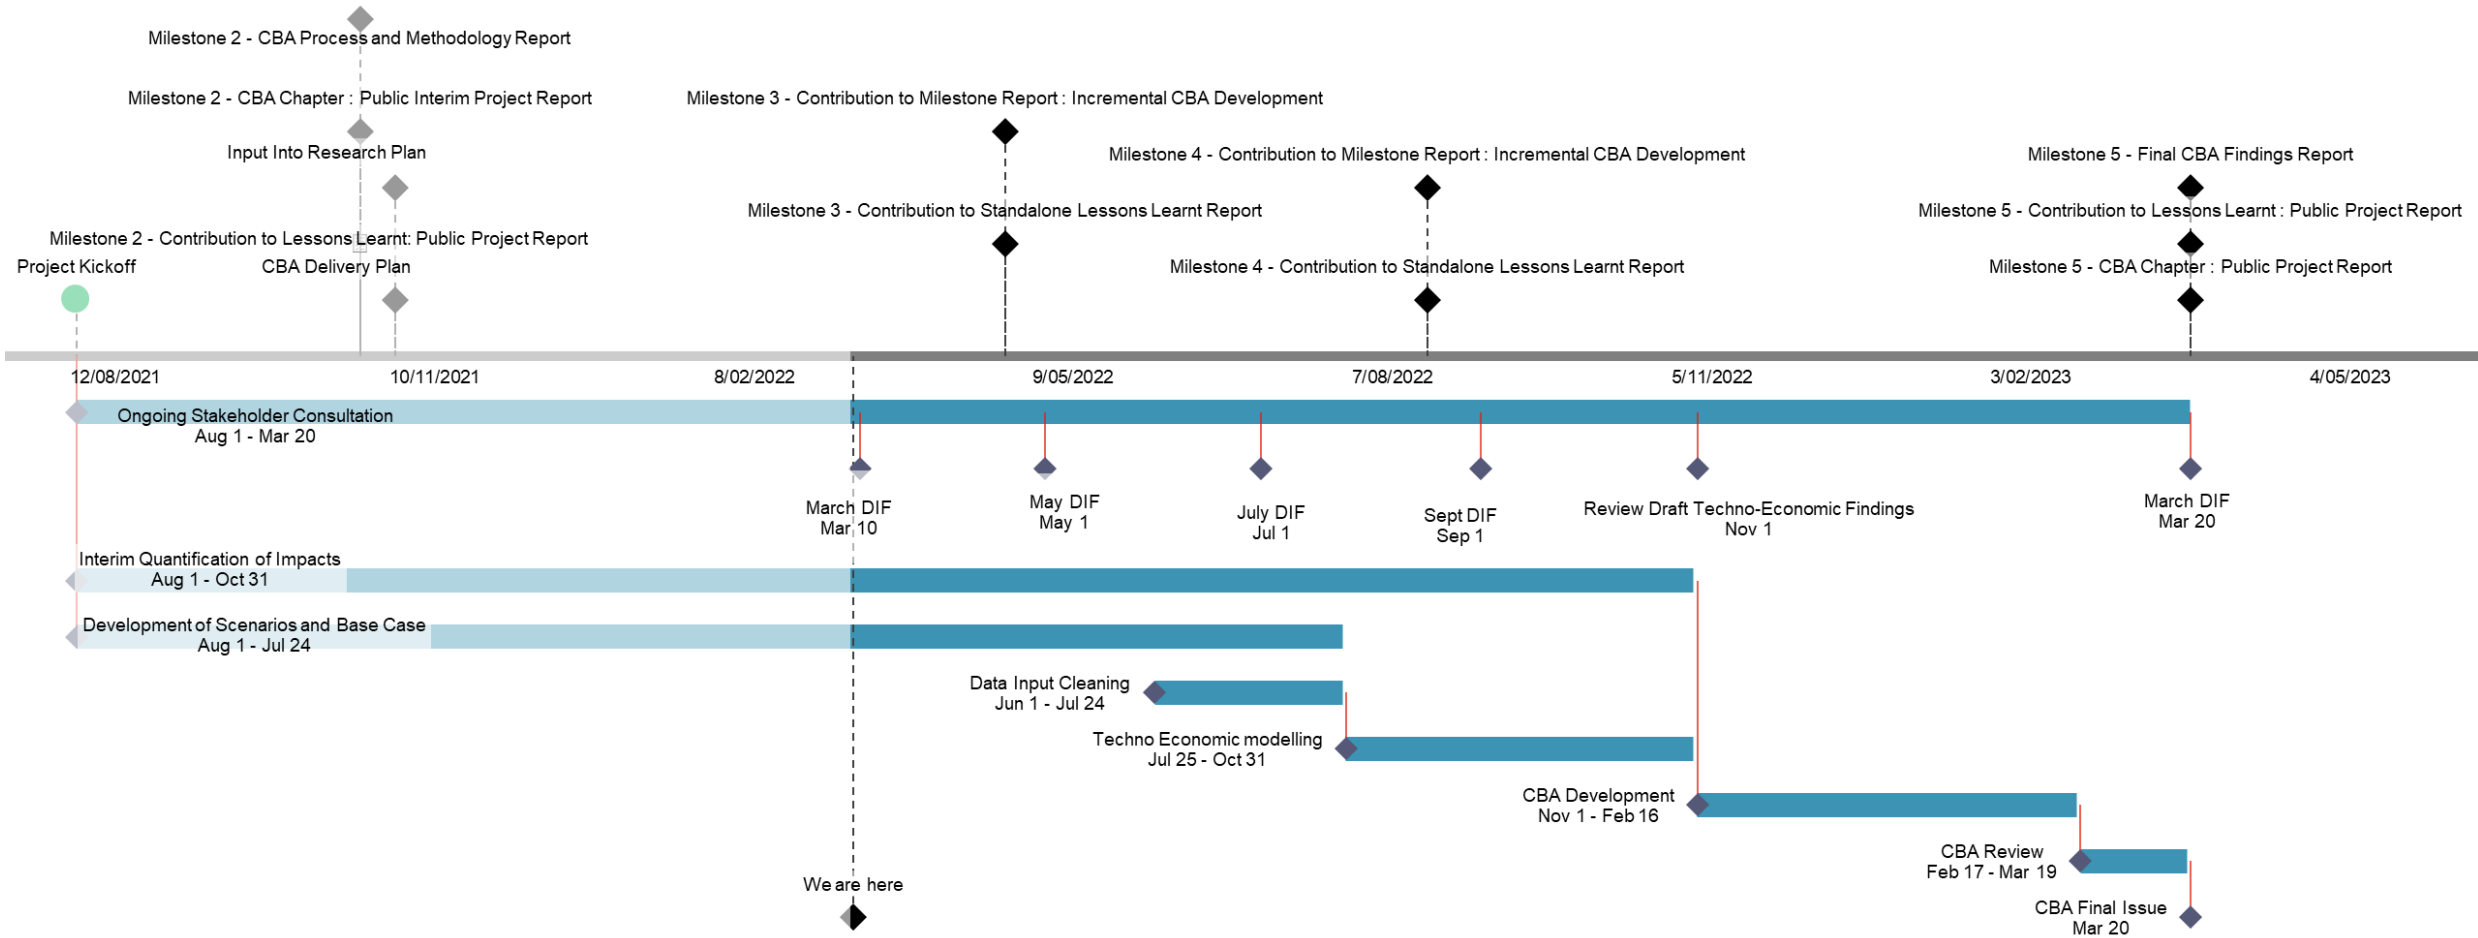 Milestone 2 - CBA Process and Methodology Report
Milestone 2 - CBA Chapter : Public Interim Project Report
Milestone 3 - Contribution to Milestone Report : Incremental CBA Development
Input Into Research Plan
Milestone 4 - Contribution to Milestone Report : Incremental CBA Development
Milestone 5 - Final CBA Findings Report
Milestone 3 - Contribution to Standalone Lessons Learnt Report
Milestone 5 - Contribution to Lessons Learnt : Public Project Report
Milestone 2 - Contribution to Lessons Learnt: Public Project Report
Project Kickoff
CBA Delivery Plan
Milestone 4 - Contribution to Standalone Lessons Learnt Report
Milestone 5 - CBA Chapter : Public Project Report
12/08/2021
10/11/2021
8/02/2022
9/05/2022
7/08/2022
5/11/2022
3/02/2023
4/05/2023
Ongoing Stakeholder Consultation
Aug 1 - Mar 20
March DIF
Mar 10
May DIF
May 1
July DIF
Jul 1
Sept DIF
Sep 1
Review Draft Techno-Economic Findings
Nov 1
March DIF
Mar 20
Interim Quantification of Impacts
Aug 1 - Oct 31
Development of Scenarios and Base Case
Aug 1 - Jul 24
Data Input Cleaning
Jun 1 - Jul 24
Techno Economic modelling
Jul 25 - Oct 31
CBA Development
Nov 1 - Feb 16
CBA Review
Feb 17 - Mar 19
We are here
CBA Final Issue
Mar 20